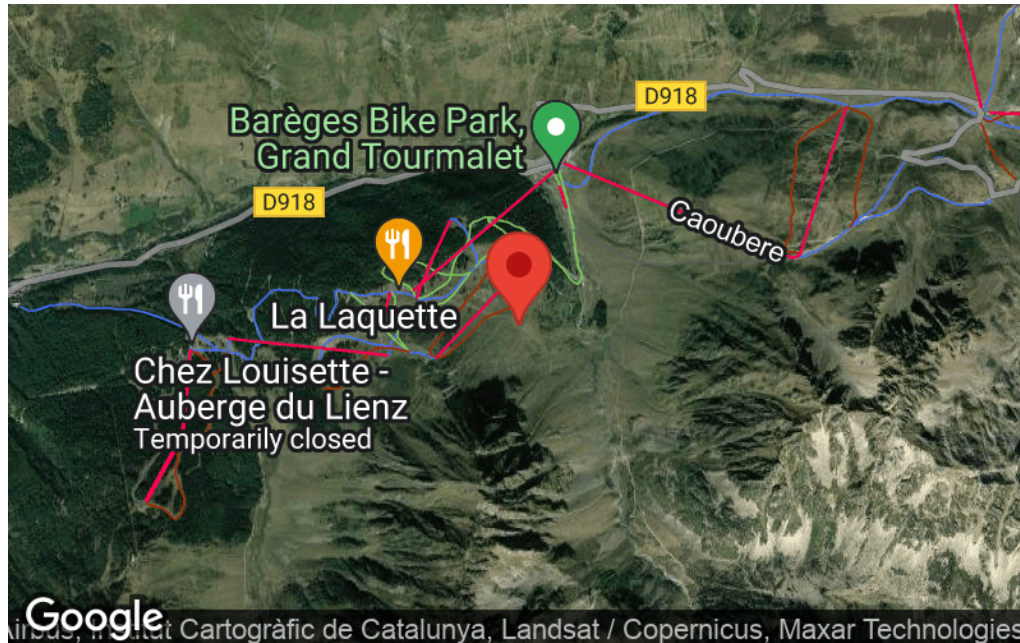 D918
Barèges Bike Park,
Grand Tourmalet
D918
Caoubere
La Laquette
Chez Louisette -
Auberge du Lienz
Temporarily closed
Google
Cartogràfic de Catalunya, Landsat / Copernicus, Maxar Technologies